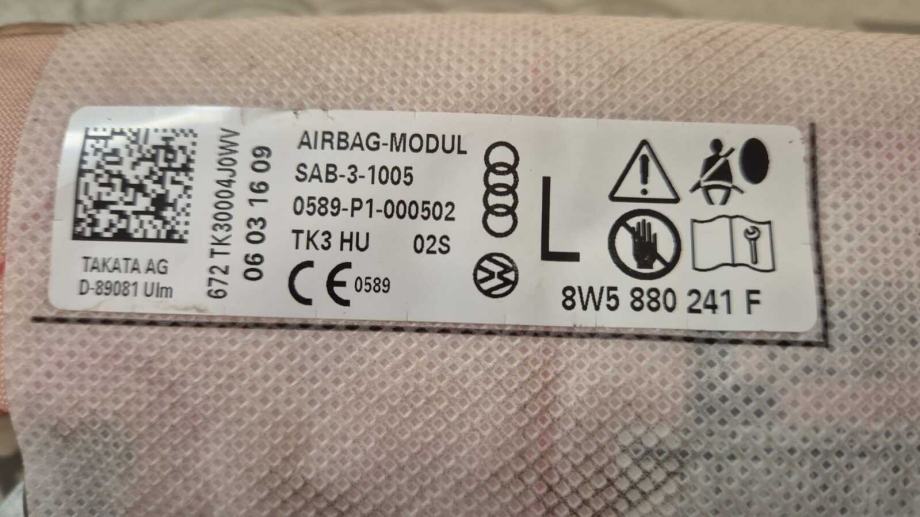 TAKATA AG
D-89081 Ulm
672 TK30004J0WV
06 03 16 09
AIRBAG-MODUL
SAB-3-1005
0589-P1-000502
TK3 HU 02S
CE 0589
L
8W5 880 241 F